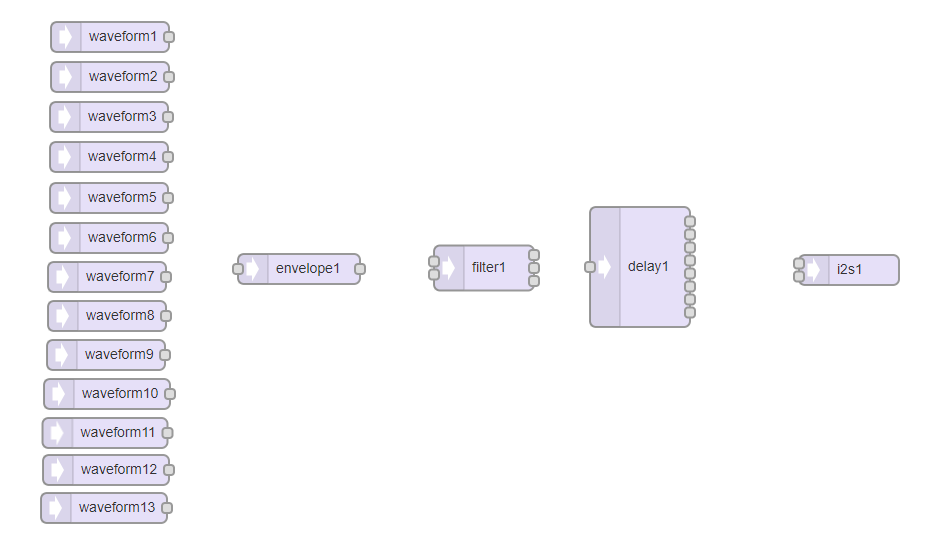 waveform1
waveform2
waveform3
waveform4
waveform5
waveform6
waveform7
waveform8
waveform9
waveform10
waveform11
waveform12
waveform13
envelope1
filter1
delay1
i2s1